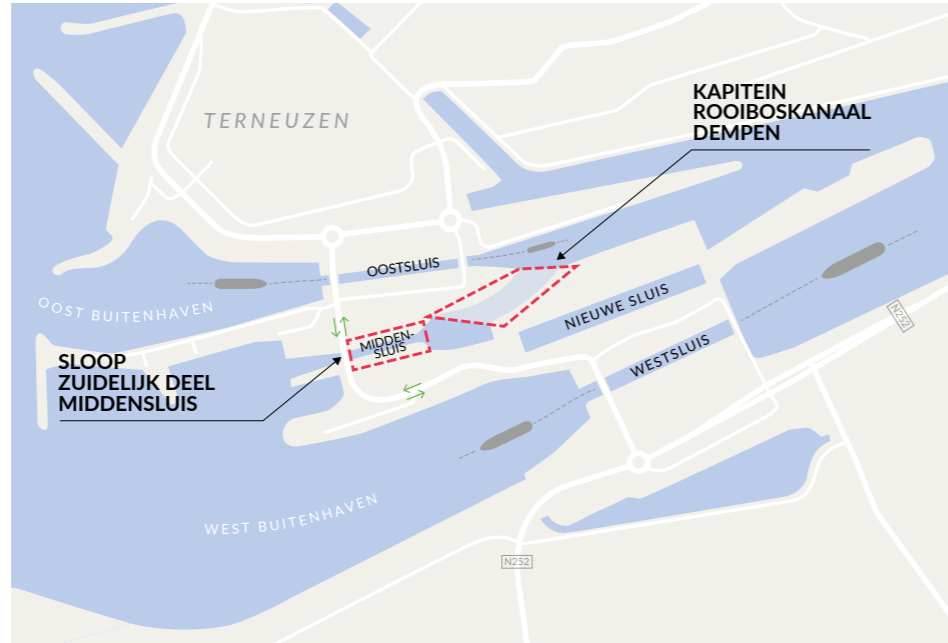 KAPITEIN
ROOIBOSKANAAL
DEMPEN
TERNEUZEN
OOSTSLUIS
OOST BUITENHAVEN
NIEUWE SLUIS
N252
MIDDEN-
SLUIS
WESTSLUIS
SLOOP
ZUIDELIJK DEEL
MIDDENSLUIS
WEST BUITENHAVEN
N252